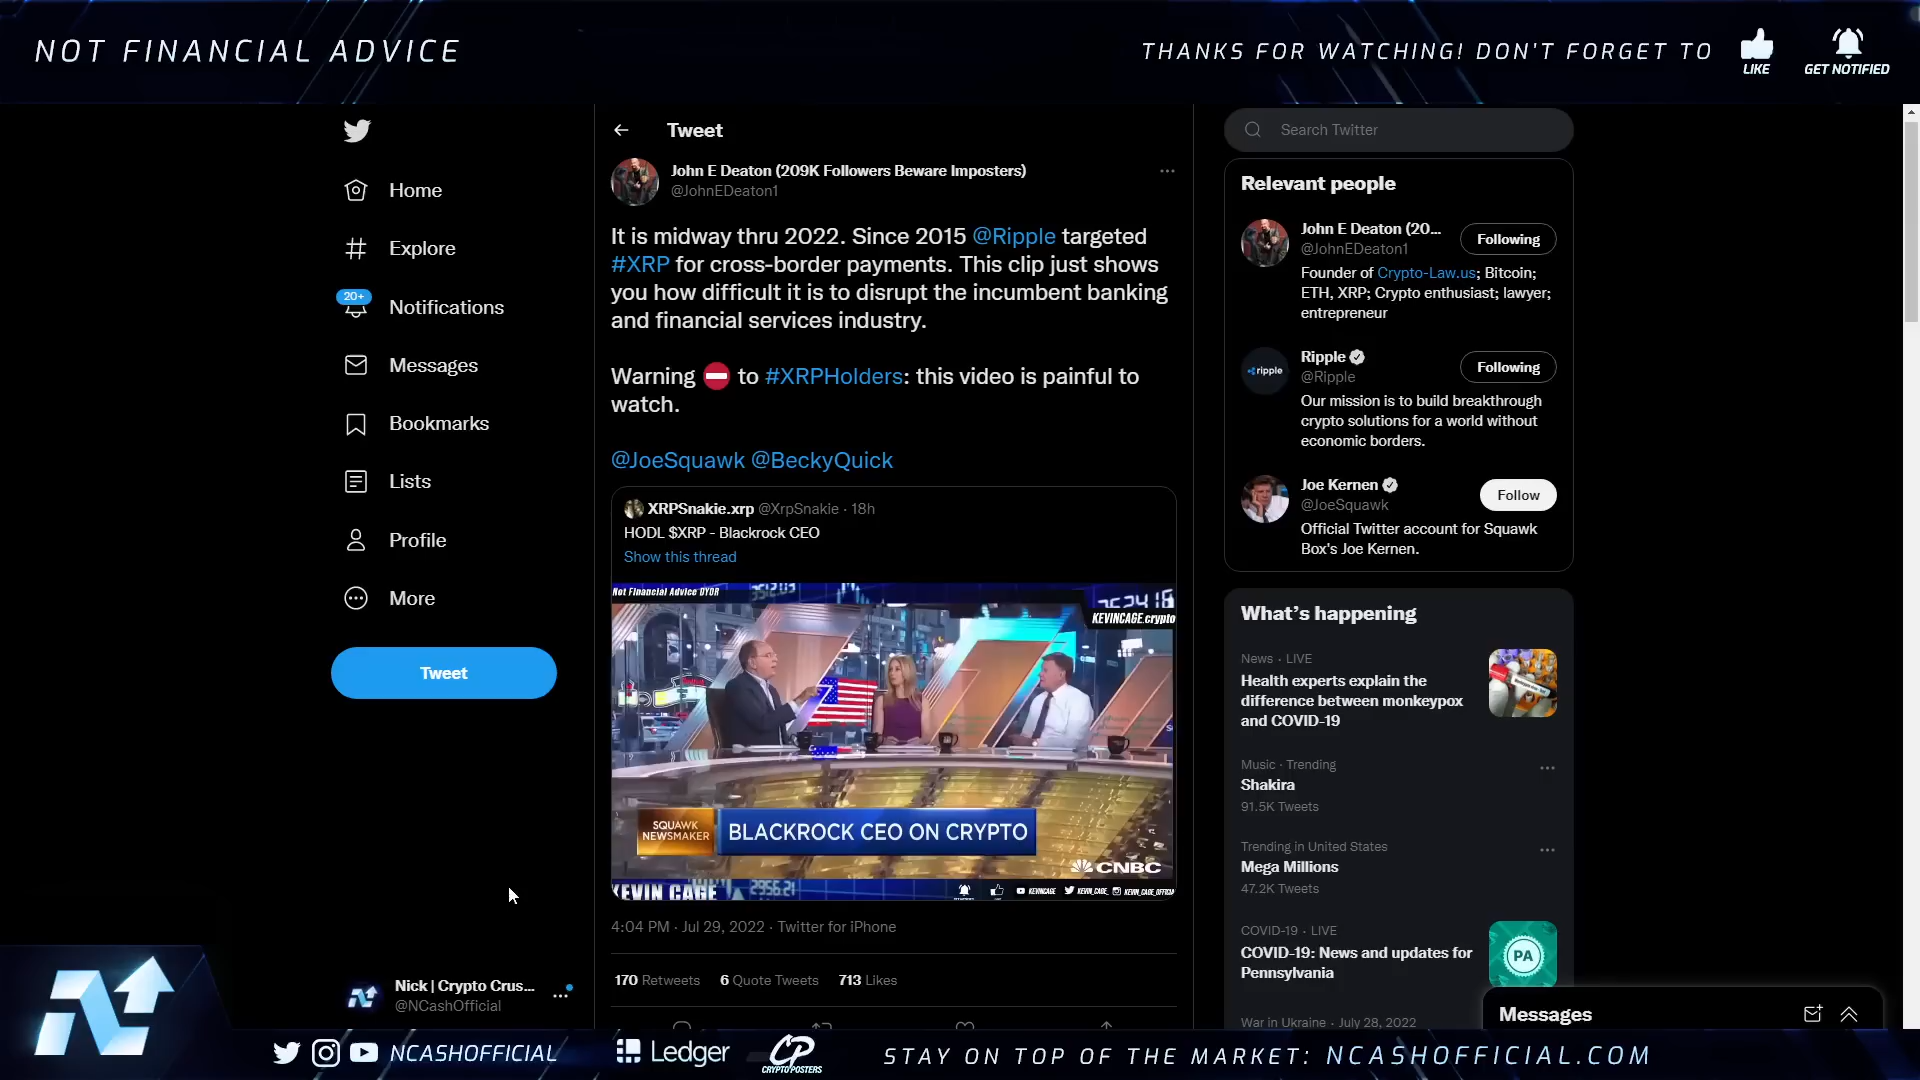 NOT FINANCIAL ADVICE
THANKS FOR WATCHING! DON'T FORGET TO
LIKE
GET NOTIFIED
Home
Explore
20+
Notifications
Messages
Bookmarks
Lists
Profile
More
Tweet
Nick | Crypto Crus...
@NCashOfficial
Tweet
John E Deaton (209K Followers Beware Imposters)
@JohnEDeaton1
It is midway thru 2022. Since 2015 @Ripple targeted
#XRP for cross-border payments. This clip just shows
you how difficult it is to disrupt the incumbent banking
and financial services industry.
Warning ⛔ to #XRPHolders: this video is painful to
watch.
@JoeSquawk @BeckyQuick
XRPSnakie.xrp @XrpSnakie · 18h
HODL $XRP - Blackrock CEO
Show this thread
Not Financial Advice DYOR
KEVINCAGE.crypto
SQUAWK
NEWSMAKER
BLACKROCK CEO ON CRYPTO
CNBC
KEVIN CAGE
2956.21
KEVINCAGE
KEVIN_CAGE_
KEVIN_CAGE_OFFICIA
4:04 PM · Jul 29, 2022 · Twitter for iPhone
170 Retweets 6 Quote Tweets 713 Likes
Search Twitter
Relevant people
John E Deaton (20...
@JohnEDeaton1
Following
Founder of Crypto-Law.us; Bitcoin;
ETH, XRP; Crypto enthusiast; lawyer;
entrepreneur
Ripple
@Ripple
Following
ripple
Our mission is to build breakthrough
crypto solutions for a world without
economic borders.
Joe Kernen
@JoeSquawk
Follow
Official Twitter account for Squawk
Box's Joe Kernen.
What's happening
News · LIVE
Health experts explain the
difference between monkeypox
and COVID-19
Music · Trending
Shakira
91.5K Tweets
Trending in United States
Mega Millions
47.2K Tweets
COVID-19 · LIVE
COVID-19: News and updates for
Pennsylvania
PA
War in Ukraine · July 28, 2022
Messages
NCASHOFFICIAL
Ledger
CP
CRYPTO POSTERS
STAY ON TOP OF THE MARKET: NCASHOFFICIAL.COM